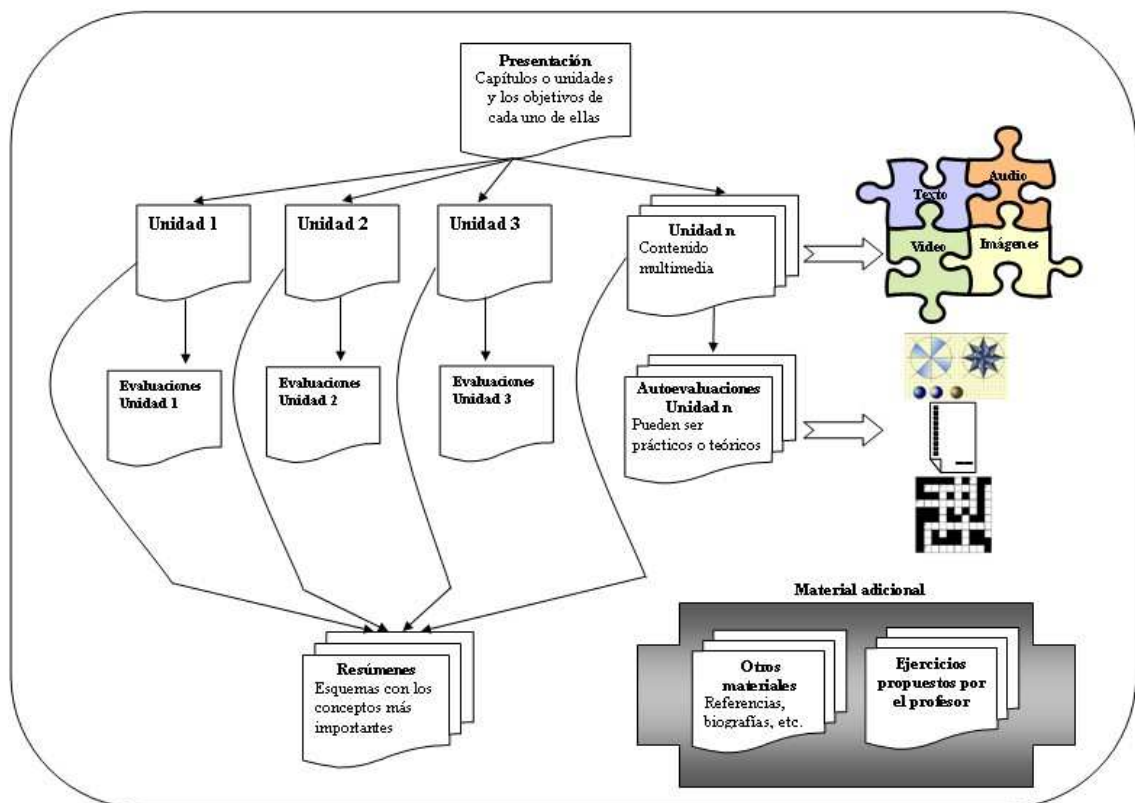 Presentación
Capítulos o unidades
y los objetivos de
cada uno de ellas
Unidad 1
Unidad 2
Unidad 3
Unidad n
Contenido
multimedia
Texto
Audio
Video
Imágenes
Evaluaciones
Unidad 1
Evaluaciones
Unidad 2
Evaluaciones
Unidad 3
Autoevaluaciones
Unidad n
Pueden ser
prácticos o teóricos
Resúmenes
Esquemas con los
conceptos más
importantes
Material adicional
Otros
materiales
Referencias,
biografías, etc.
Ejercicios
propuestos por
el profesor